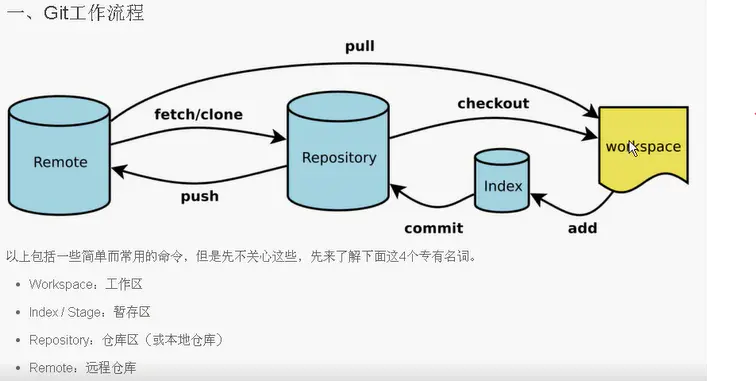 一、Git工作流程
pull
fetch/clone
checkout
Remote
Repository
workspace
Index
push
commit
add
以上包括一些简单而常用的命令，但是先不关心这些，先来了解下面这4个专有名词。
Workspace：工作区
Index / Stage：暂存区
Repository：仓库区（或本地仓库）
Remote：远程仓库